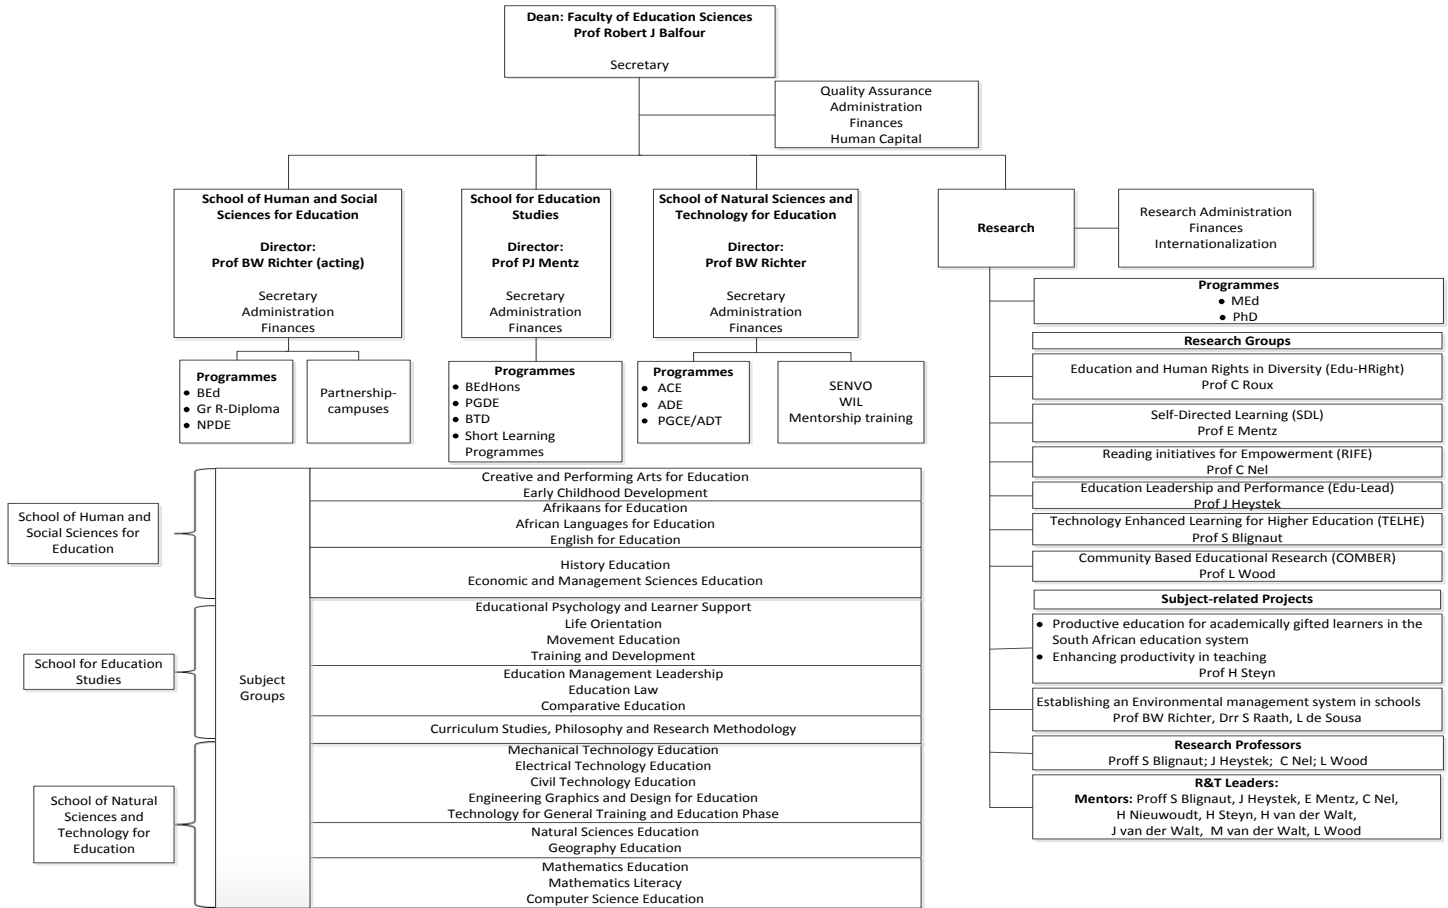 Dean: Faculty of Education Sciences
Prof Robert J Balfour
Secretary
Quality Assurance
Administration
Finances
Human Capital
School of Human and Social
Sciences for Education
Director:
Prof BW Richter (acting)
Secretary
Administration
Finances
School for Education
Studies
Director:
Prof PJ Mentz
Secretary
Administration
Finances
School of Natural Sciences and
Technology for Education
Director:
Prof BW Richter
Secretary
Administration
Finances
Research
Research Administration
Finances
Internationalization
Programmes
• BEd
• Gr R-Diploma
• NPDE
Partnership-
campuses
Programmes
• BEdHons
• PGDE
• BTD
• Short Learning
Programmes
Programmes
• ACE
• ADE
• PGCE/ADT
SENVO
WIL
Mentorship training
School of Human and
Social Sciences for
Education
School for Education
Studies
School of Natural
Sciences and
Technology for
Education
Subject
Groups
Creative and Performing Arts for Education
Early Childhood Development
Afrikaans for Education
African Languages for Education
English for Education
History Education
Economic and Management Sciences Education
Educational Psychology and Learner Support
Life Orientation
Movement Education
Training and Development
Education Management Leadership
Education Law
Comparative Education
Curriculum Studies, Philosophy and Research Methodology
Mechanical Technology Education
Electrical Technology Education
Civil Technology Education
Engineering Graphics and Design for Education
Technology for General Training and Education Phase
Natural Sciences Education
Geography Education
Mathematics Education
Mathematics Literacy
Computer Science Education
Programmes
• MEd
• PhD
Research Groups
Education and Human Rights in Diversity (Edu-HRight)
Prof C Roux
Self-Directed Learning (SDL)
Prof E Mentz
Reading initiatives for Empowerment (RIFE)
Prof C Nel
Education Leadership and Performance (Edu-Lead)
Prof J Heystek
Technology Enhanced Learning for Higher Education (TELHE)
Prof S Blignaut
Community Based Educational Research (COMBER)
Prof L Wood
Subject-related Projects
• Productive education for academically gifted learners in the
South African education system
• Enhancing productivity in teaching
Prof H Steyn
Establishing an Environmental management system in schools
Prof BW Richter, Drr S Raath, L de Sousa
Research Professors
Proff S Blignaut; J Heystek; C Nel; L Wood
R&T Leaders:
Mentors: Proff S Blignaut, J Heystek, E Mentz, C Nel,
H Nieuwoudt, H Steyn, H van der Walt,
J van der Walt, M van der Walt, L Wood